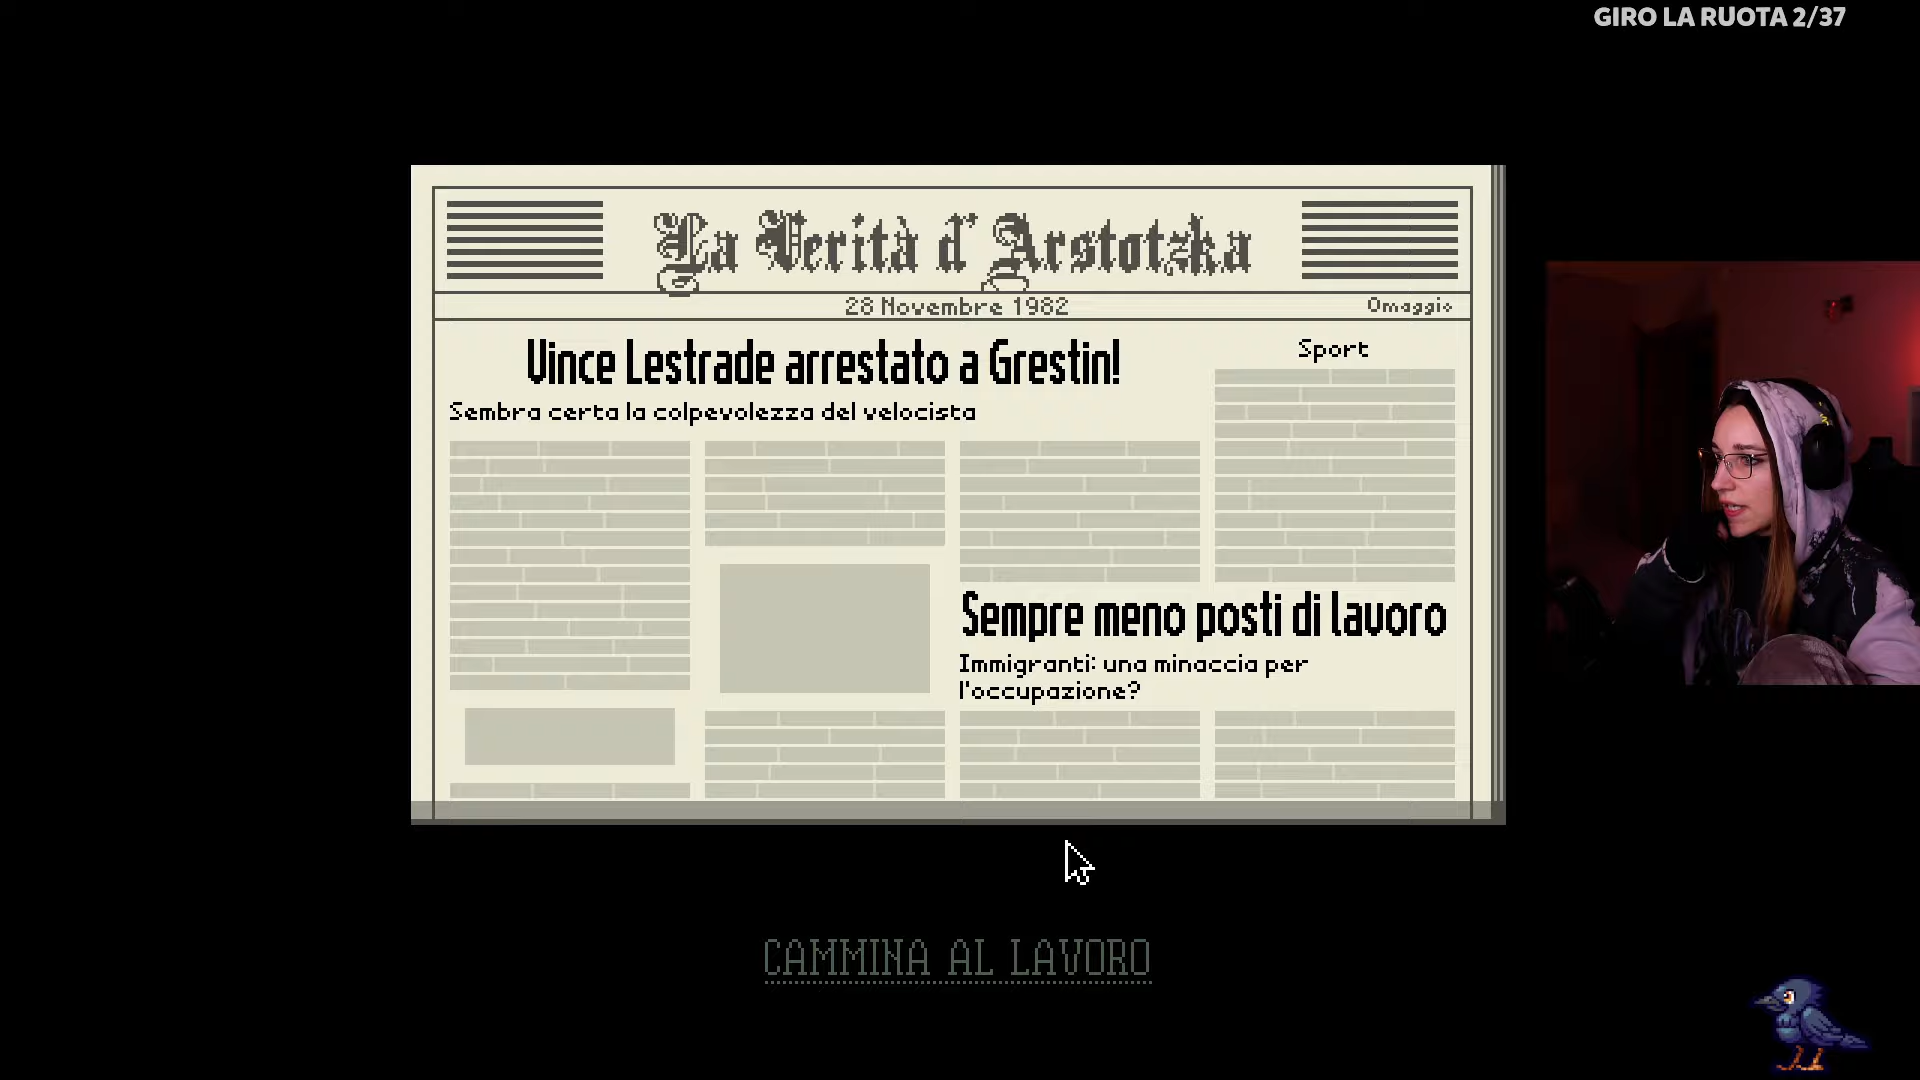 GIRO LA RUOTA 2/37
La Verità d'Arstotzka
28 Novembre 1982
Omaggio
Vince Lestrade arrestato a Grestin!
Sembra certa la colpevolezza del velocista
Sport
Sempre meno posti di lavoro
Immigranti: una minaccia per
l'occupazione?
CAMMINA AL LAVORO